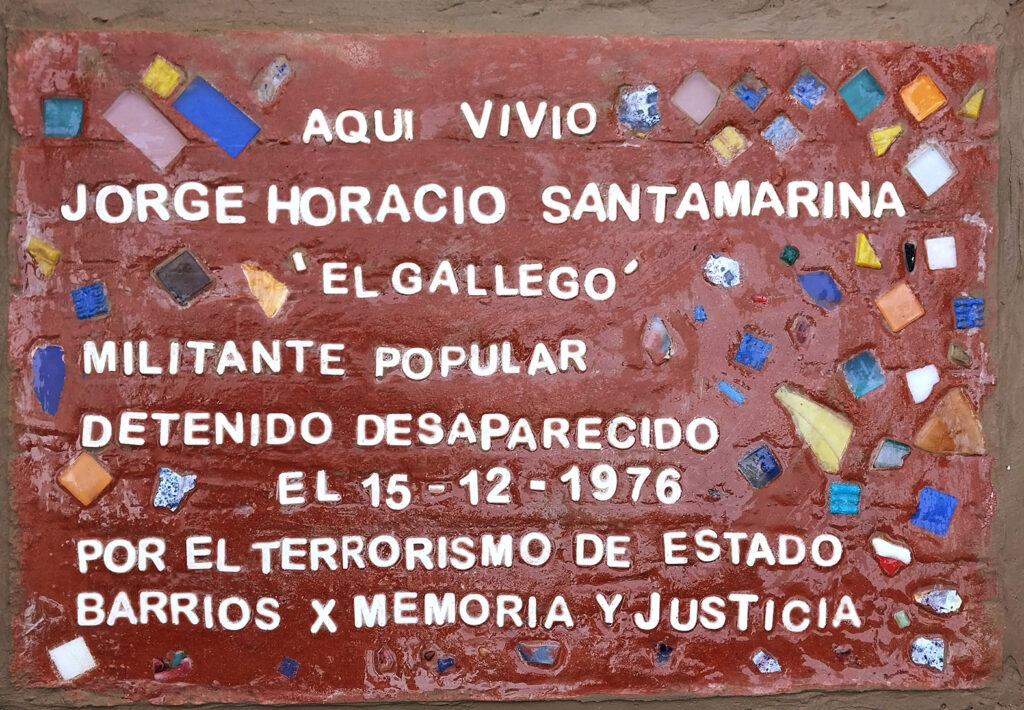 AQUI VIVIO
JORGE HORACIO SANTAMARINA
'EL GALLEGO'
MILITANTE POPULAR
DETENIDO DESAPARECIDO
EL 15-12-1976
POR EL TERRORISMO DE ESTADO
BARRIOS X MEMORIA Y JUSTICIA